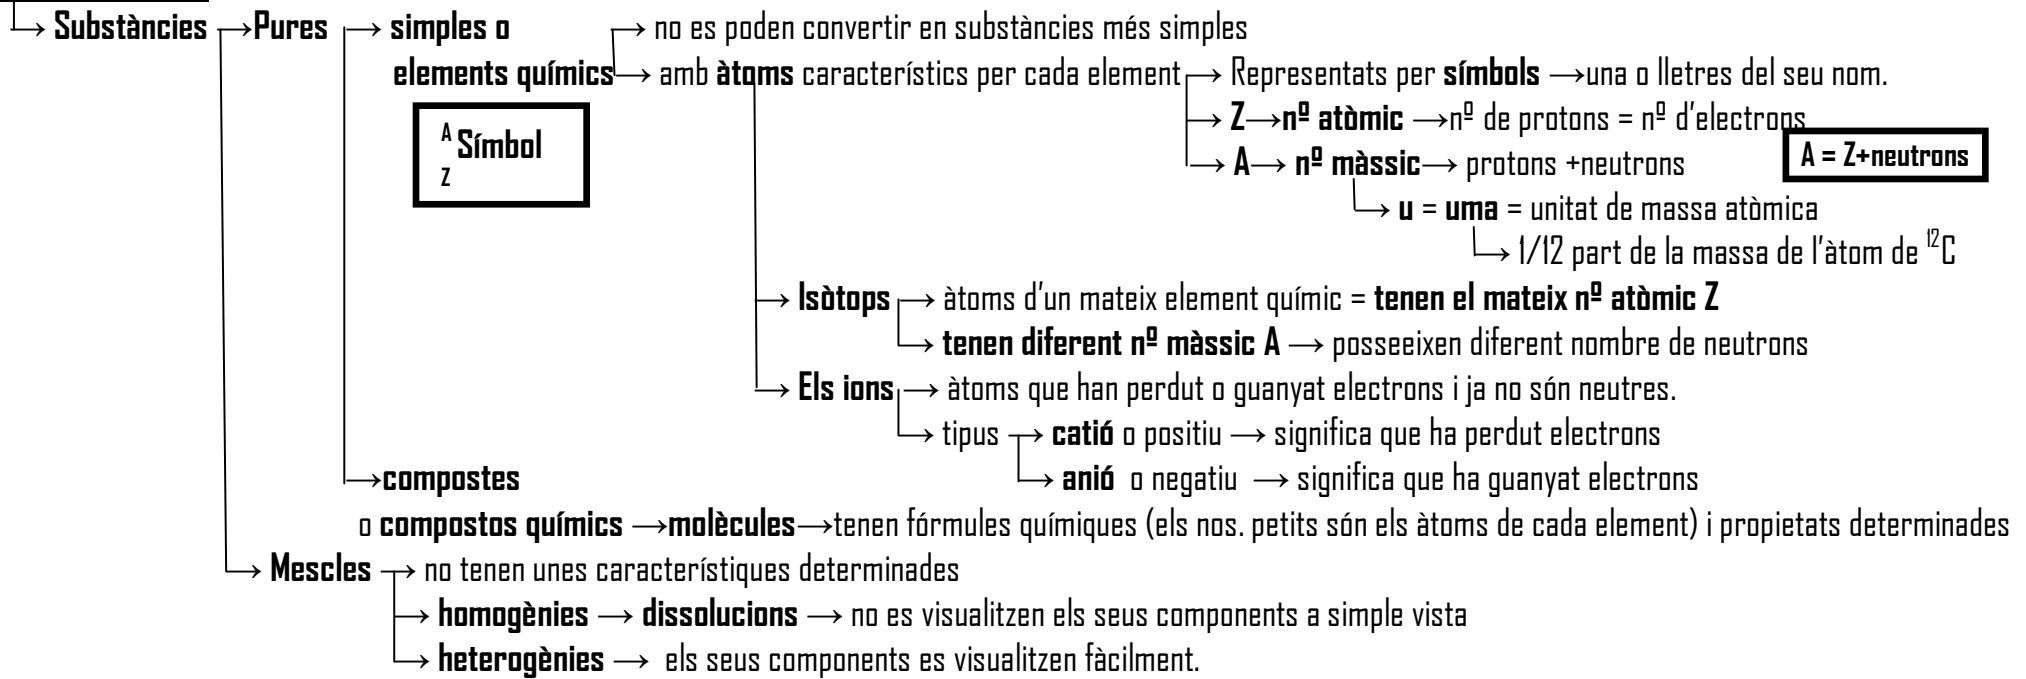 → Substàncies → Pures → simples o → no es poden convertir en substàncies més simples
elements químics → amb àtoms característics per cada element → Representats per símbols → una o lletres del seu nom.
A Símbol Z
→ Z → nº atòmic → nº de protons = nº d'electrons
→ A → nº màssic → protons +neutrons
A = Z+neutrons
→ u = uma = unitat de massa atòmica
→ 1/12 part de la massa de l'àtom de ¹²C
→ Isòtops → àtoms d'un mateix element químic = tenen el mateix nº atòmic Z
→ tenen diferent nº màssic A → posseeixen diferent nombre de neutrons
→ Els ions → àtoms que han perdut o guanyat electrons i ja no són neutres.
→ tipus → catió o positiu → significa que ha perdut electrons
→ anió o negatiu → significa que ha guanyat electrons
→ compostes
o compostos químics → molècules → tenen fórmules químiques (els nos. petits són els àtoms de cada element) i propietats determinades
→ Mescles → no tenen unes característiques determinades
→ homogènies → dissolucions → no es visualitzen els seus components a simple vista
→ heterogènies → els seus components es visualitzen fàcilment.